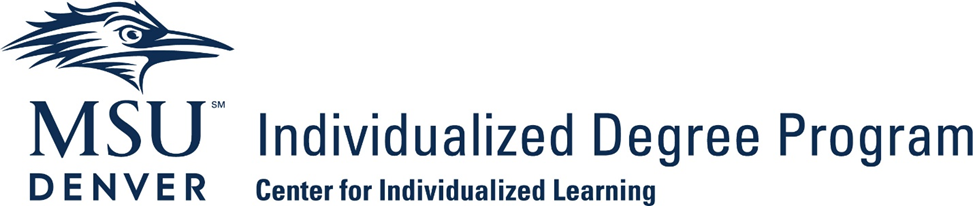 MSU℠
DENVER
Individualized Degree Program
Center for Individualized Learning